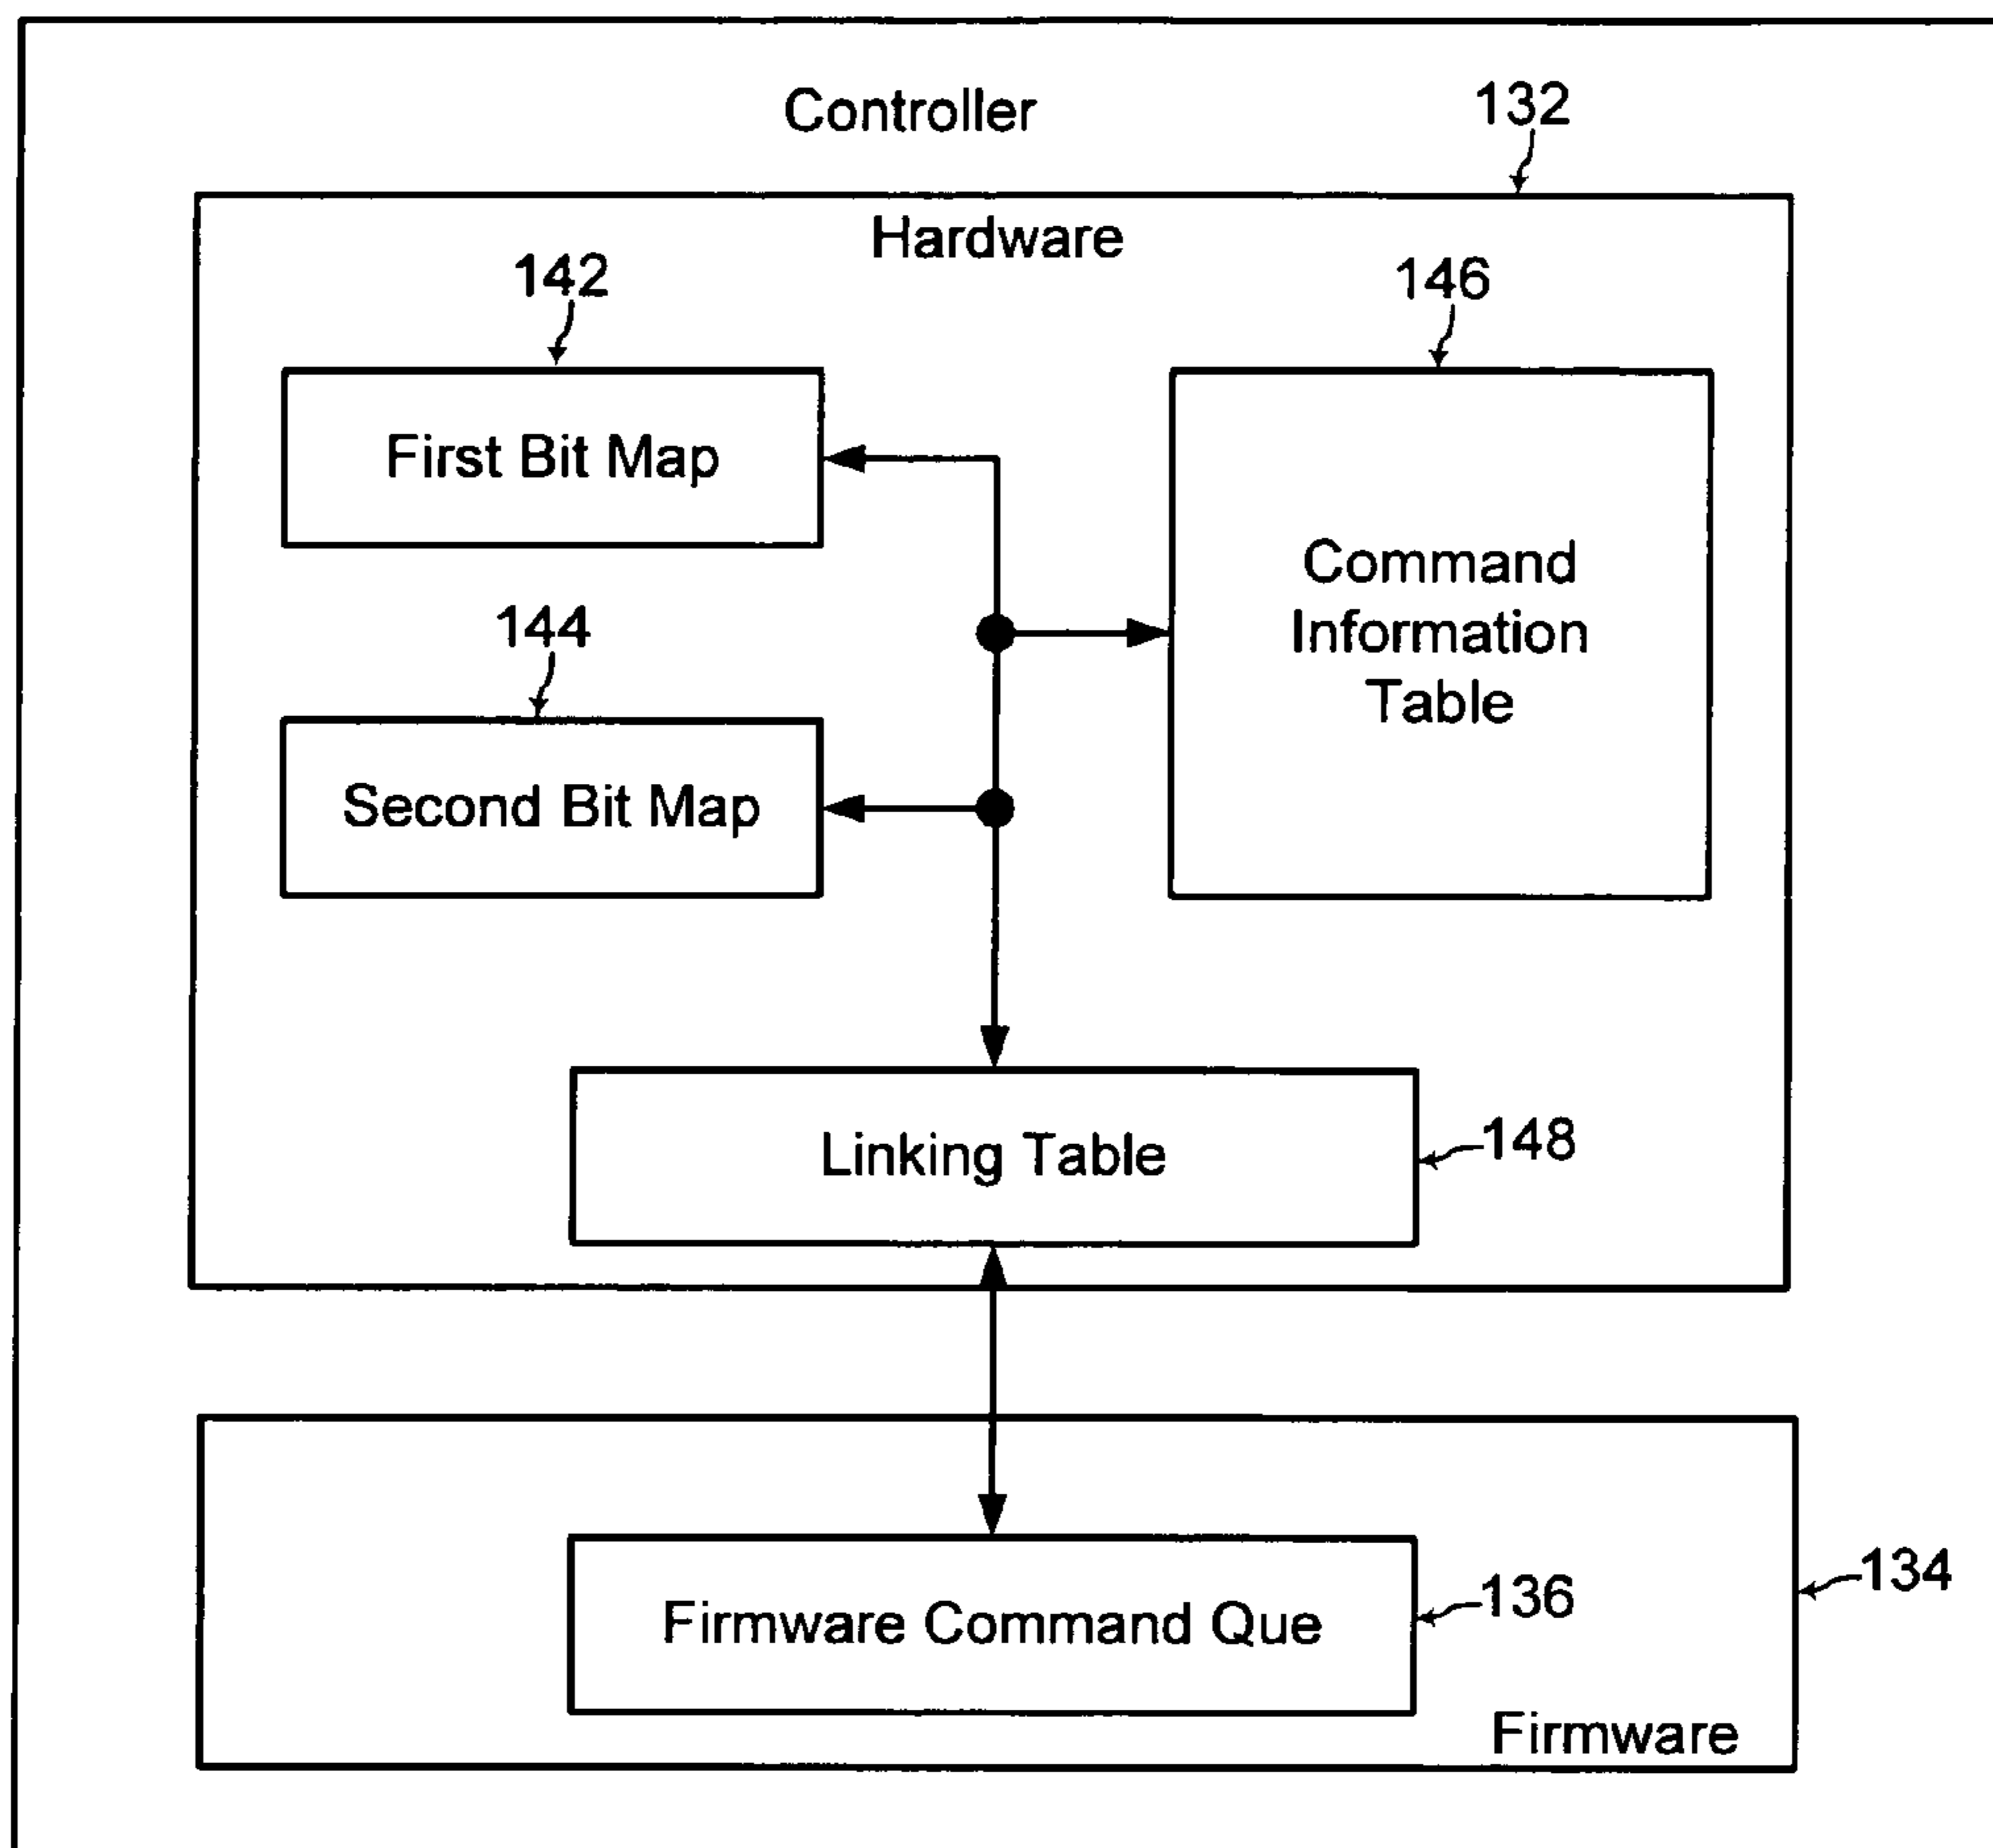 Controller
132
Hardware
142
146
First Bit Map
Command
Information
Table
144
Second Bit Map
Linking Table
148
136
134
Firmware Command Que
Firmware